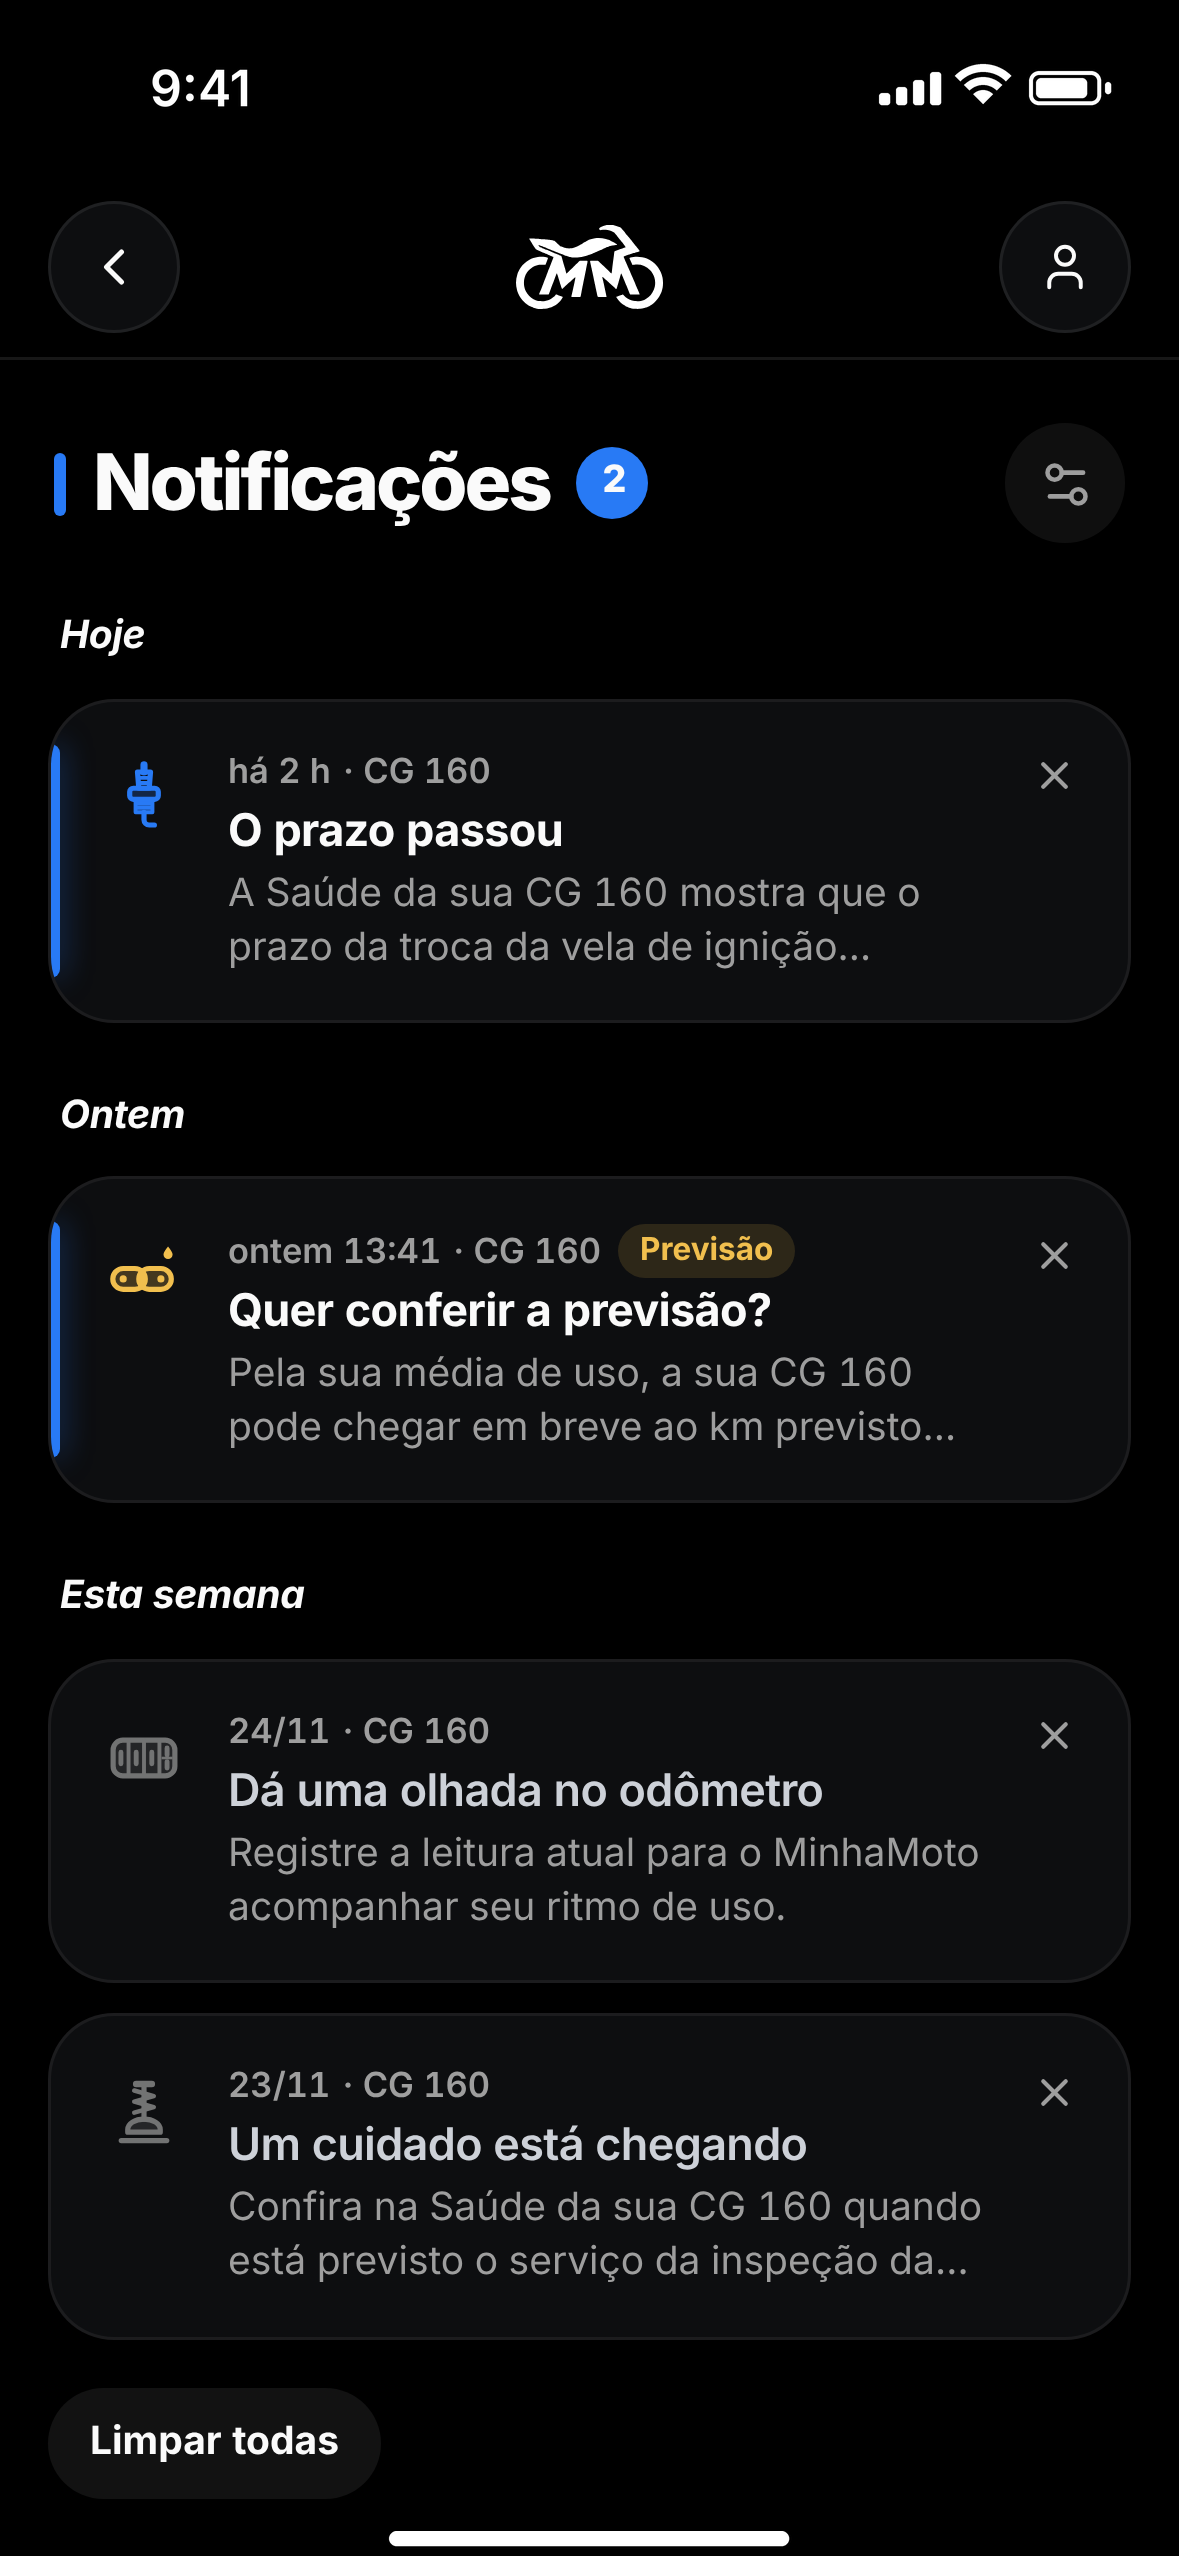 9:41
MM
Notificações 2
Hoje
há 2 h · CG 160
O prazo passou
A Saúde da sua CG 160 mostra que o
prazo da troca da vela de ignição...
Ontem
ontem 13:41 · CG 160 Previsão
Quer conferir a previsão?
Pela sua média de uso, a sua CG 160
pode chegar em breve ao km previsto...
Esta semana
24/11 · CG 160
Dá uma olhada no odômetro
Registre a leitura atual para o MinhaMoto
acompanhar seu ritmo de uso.
23/11 · CG 160
Um cuidado está chegando
Confira na Saúde da sua CG 160 quando
está previsto o serviço da inspeção da...
Limpar todas